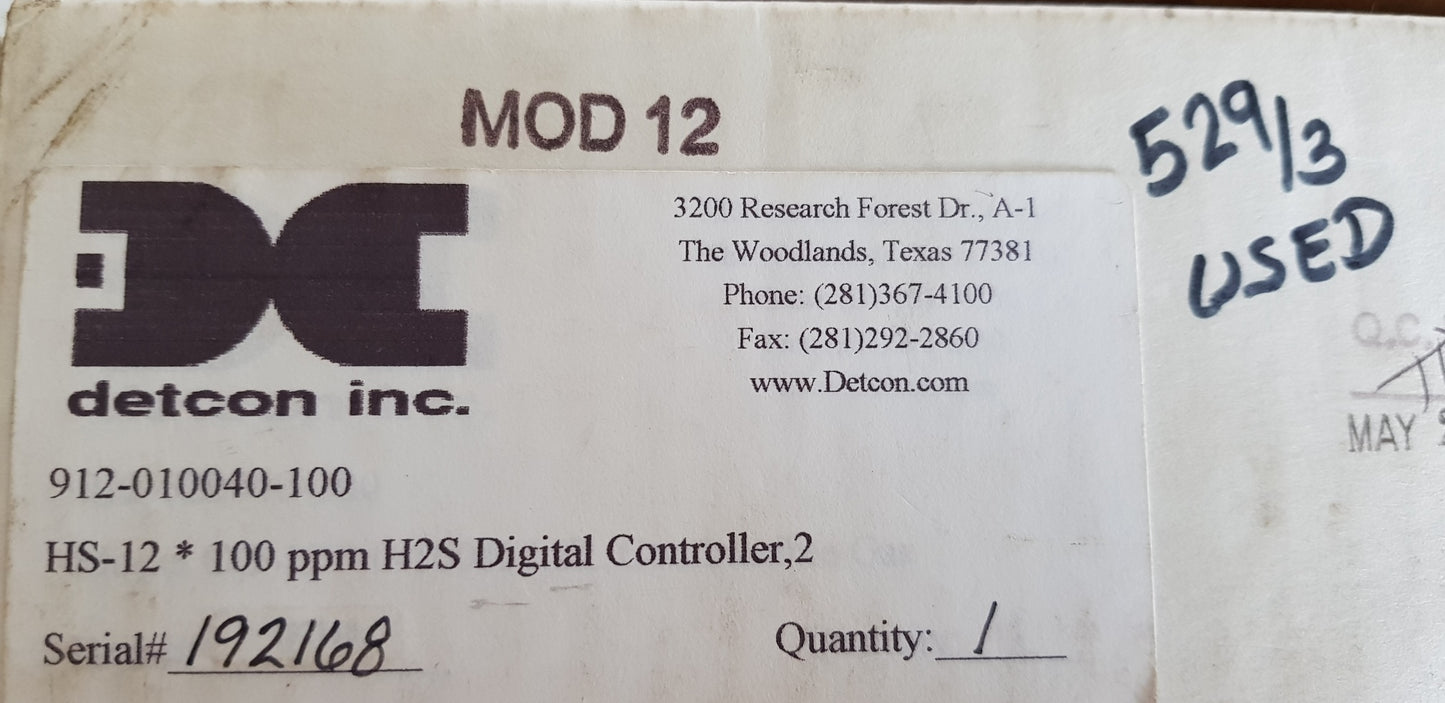 MOD 12
529/3
USED
detcon inc.
3200 Research Forest Dr., A-1
The Woodlands, Texas 77381
Phone: (281)367-4100
Fax: (281)292-2860
www.Detcon.com
Q.C.
MAY
912-010040-100
HS-12 * 100 ppm H2S Digital Controller,2
Serial# 192168
Quantity: 1